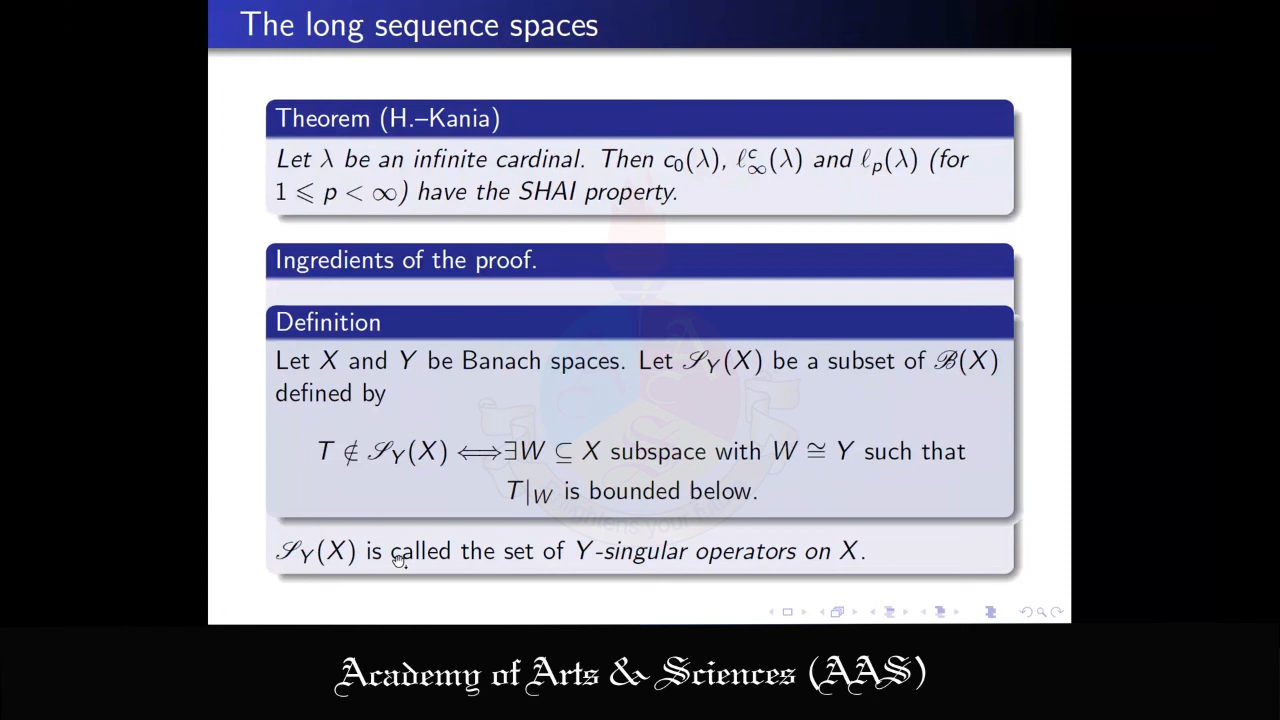 The long sequence spaces
Theorem (H.–Kania)
Let λ be an infinite cardinal. Then c₀(λ), ℓ∞ᶜ(λ) and ℓₚ(λ) (for
1 ⩽ p < ∞) have the SHAI property.
Ingredients of the proof.
Definition
Let X and Y be Banach spaces. Let 𝒮_Y(X) be a subset of ℬ(X)
defined by
T ∉ 𝒮_Y(X) ⟺ ∃W ⊆ X subspace with W ≅ Y such that
T|_W is bounded below.
𝒮_Y(X) is called the set of Y-singular operators on X.
Academy of Arts & Sciences (AAS)